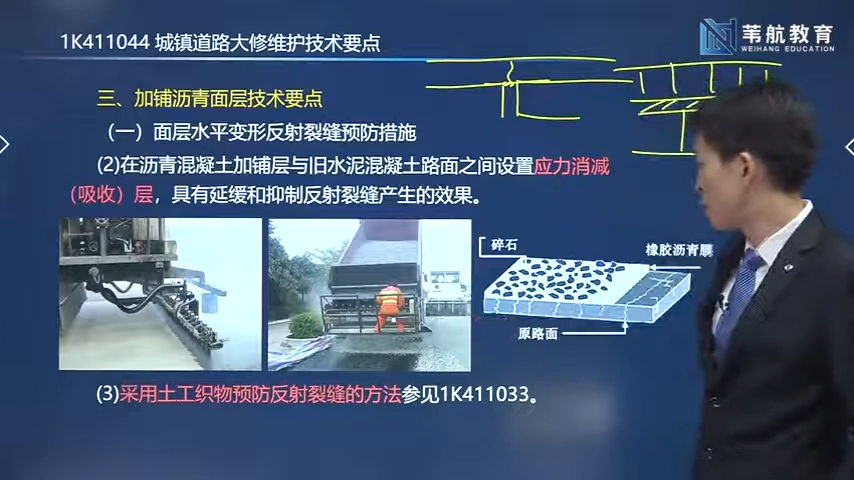 1K411044 城镇道路大修维护技术要点
苇航教育
WEIHANG EDUCATION
三、加铺沥青面层技术要点
（一）面层水平变形反射裂缝预防措施
(2)在沥青混凝土加铺层与旧水泥混凝土路面之间设置应力消减
（吸收）层，具有延缓和抑制反射裂缝产生的效果。
碎石
橡胶沥青膜
原路面
(3)采用土工织物预防反射裂缝的方法参见1K411033。